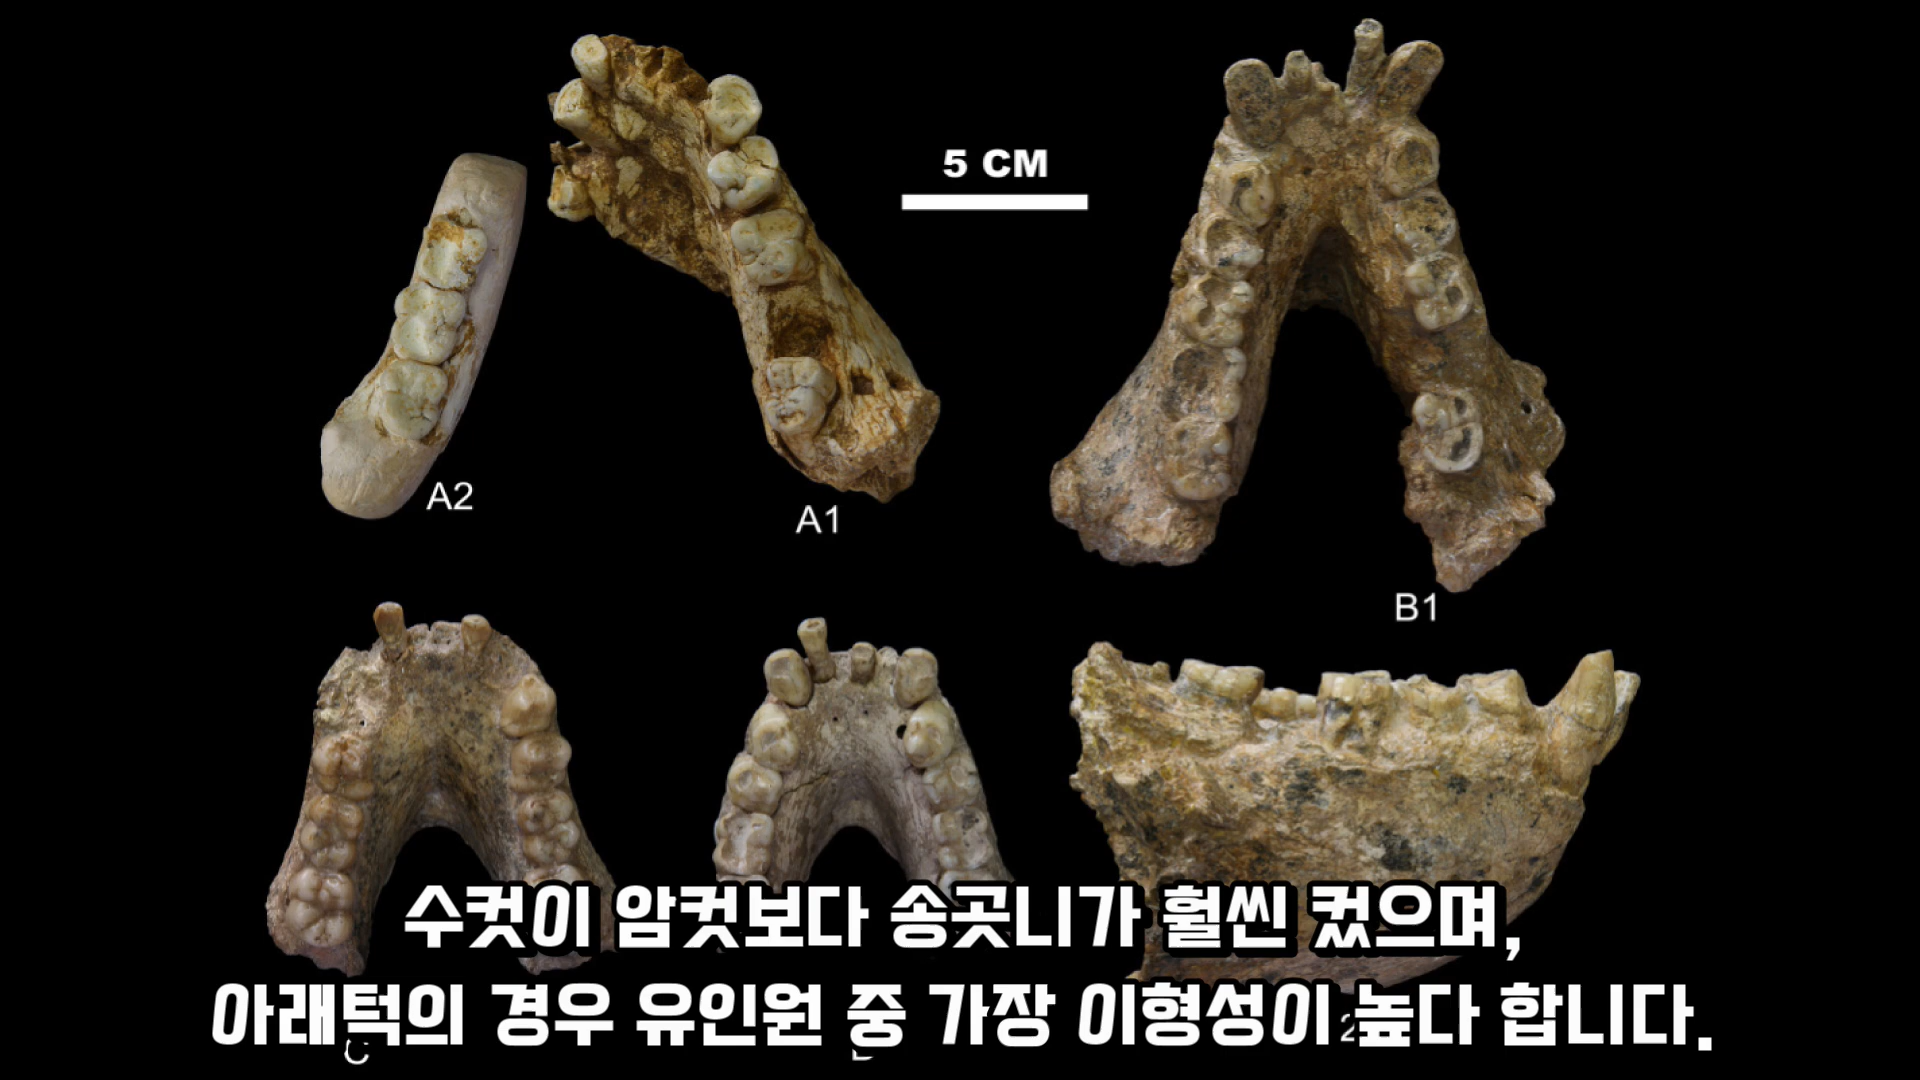 5 CM
A2
A1
B1
수컷이 암컷보다 송곳니가 훨씬 컸으며,
아래턱의 경우 유인원 중 가장 이형성이 높다 합니다.
C
2